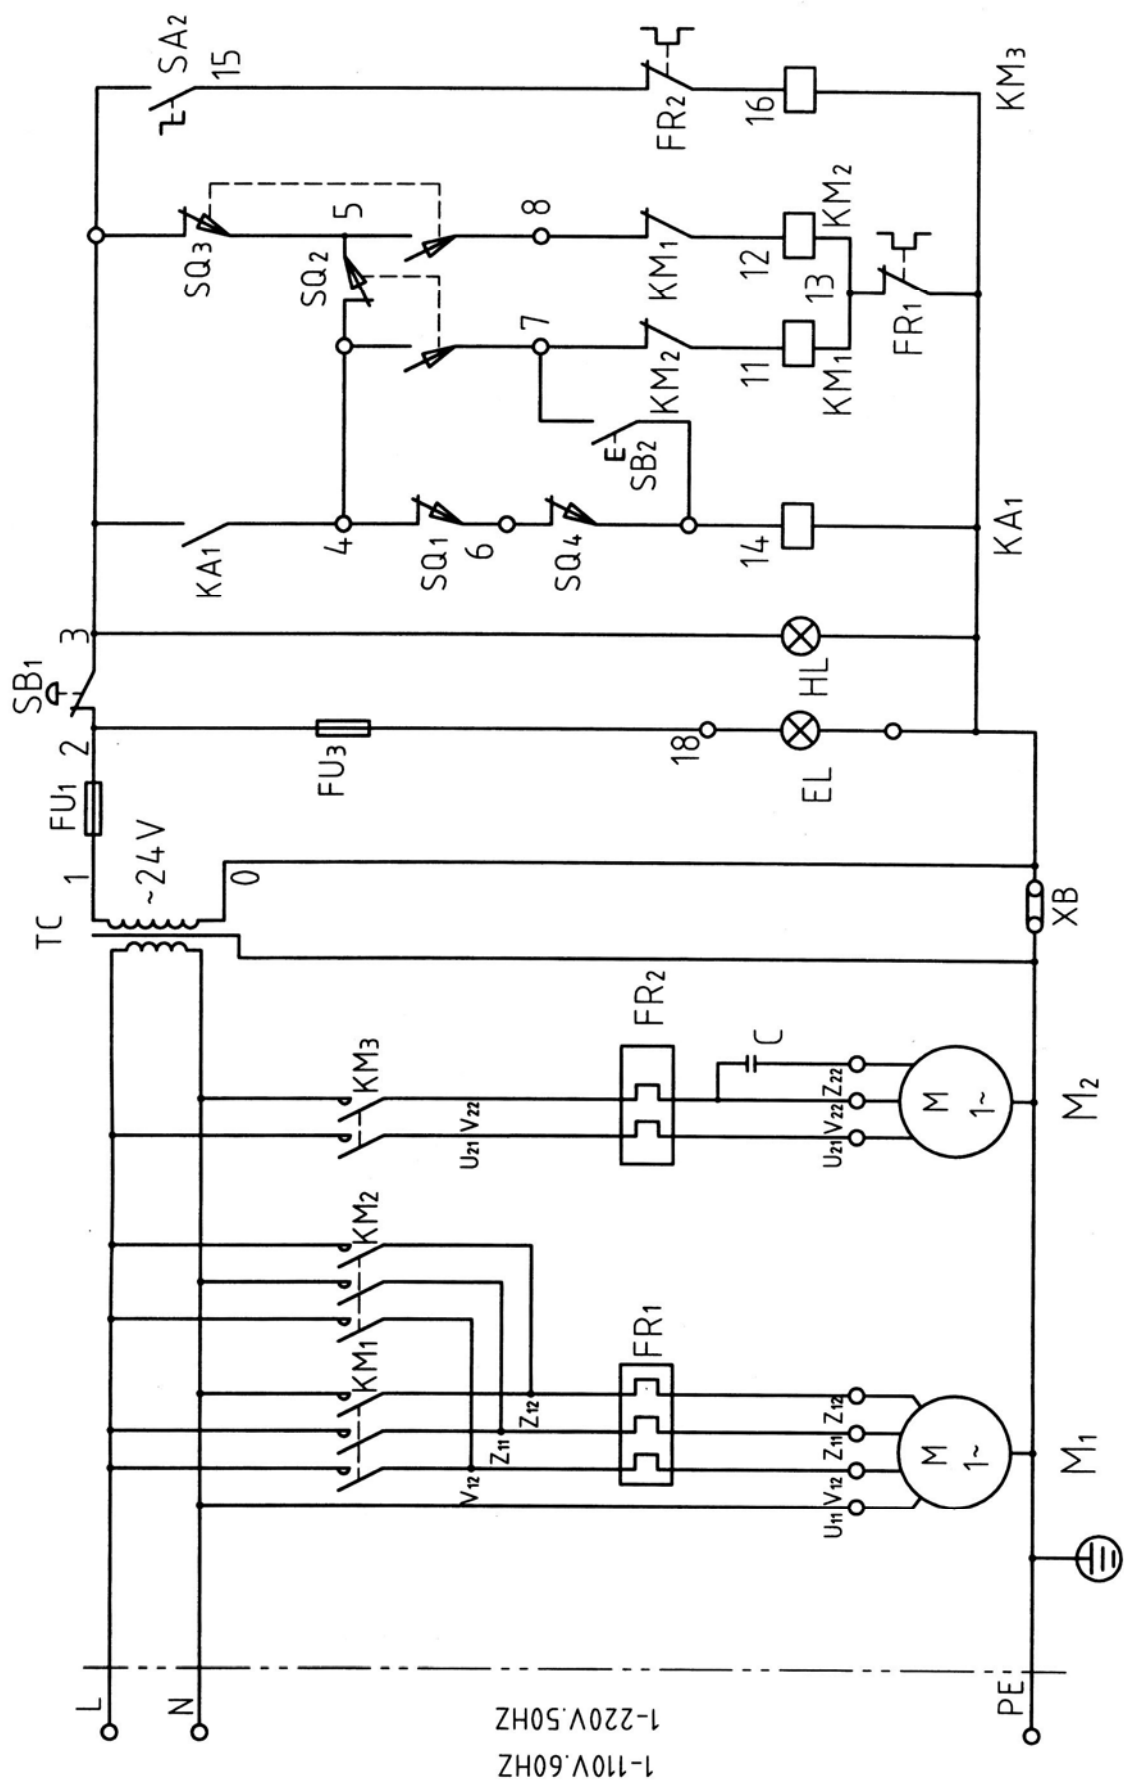 L
N
PE
1-220V.50HZ
1-110V.60HZ
U11
V12
Z11
Z12
U11
V12
Z11
Z12
M
1~
M1
KM1
KM2
FR1
U21
V22
KM3
FR2
U21
V22
Z22
C
M
1~
M2
TC
~24V
1
0
XB
FU1
2
FU3
18
EL
SB1
3
HL
KA1
4
SQ1
6
SQ4
14
KA1
SB2
7
KM2
11
KM1
SQ3
SQ2
5
8
KM1
12
KM2
13
FR1
SA2
15
FR2
16
KM3